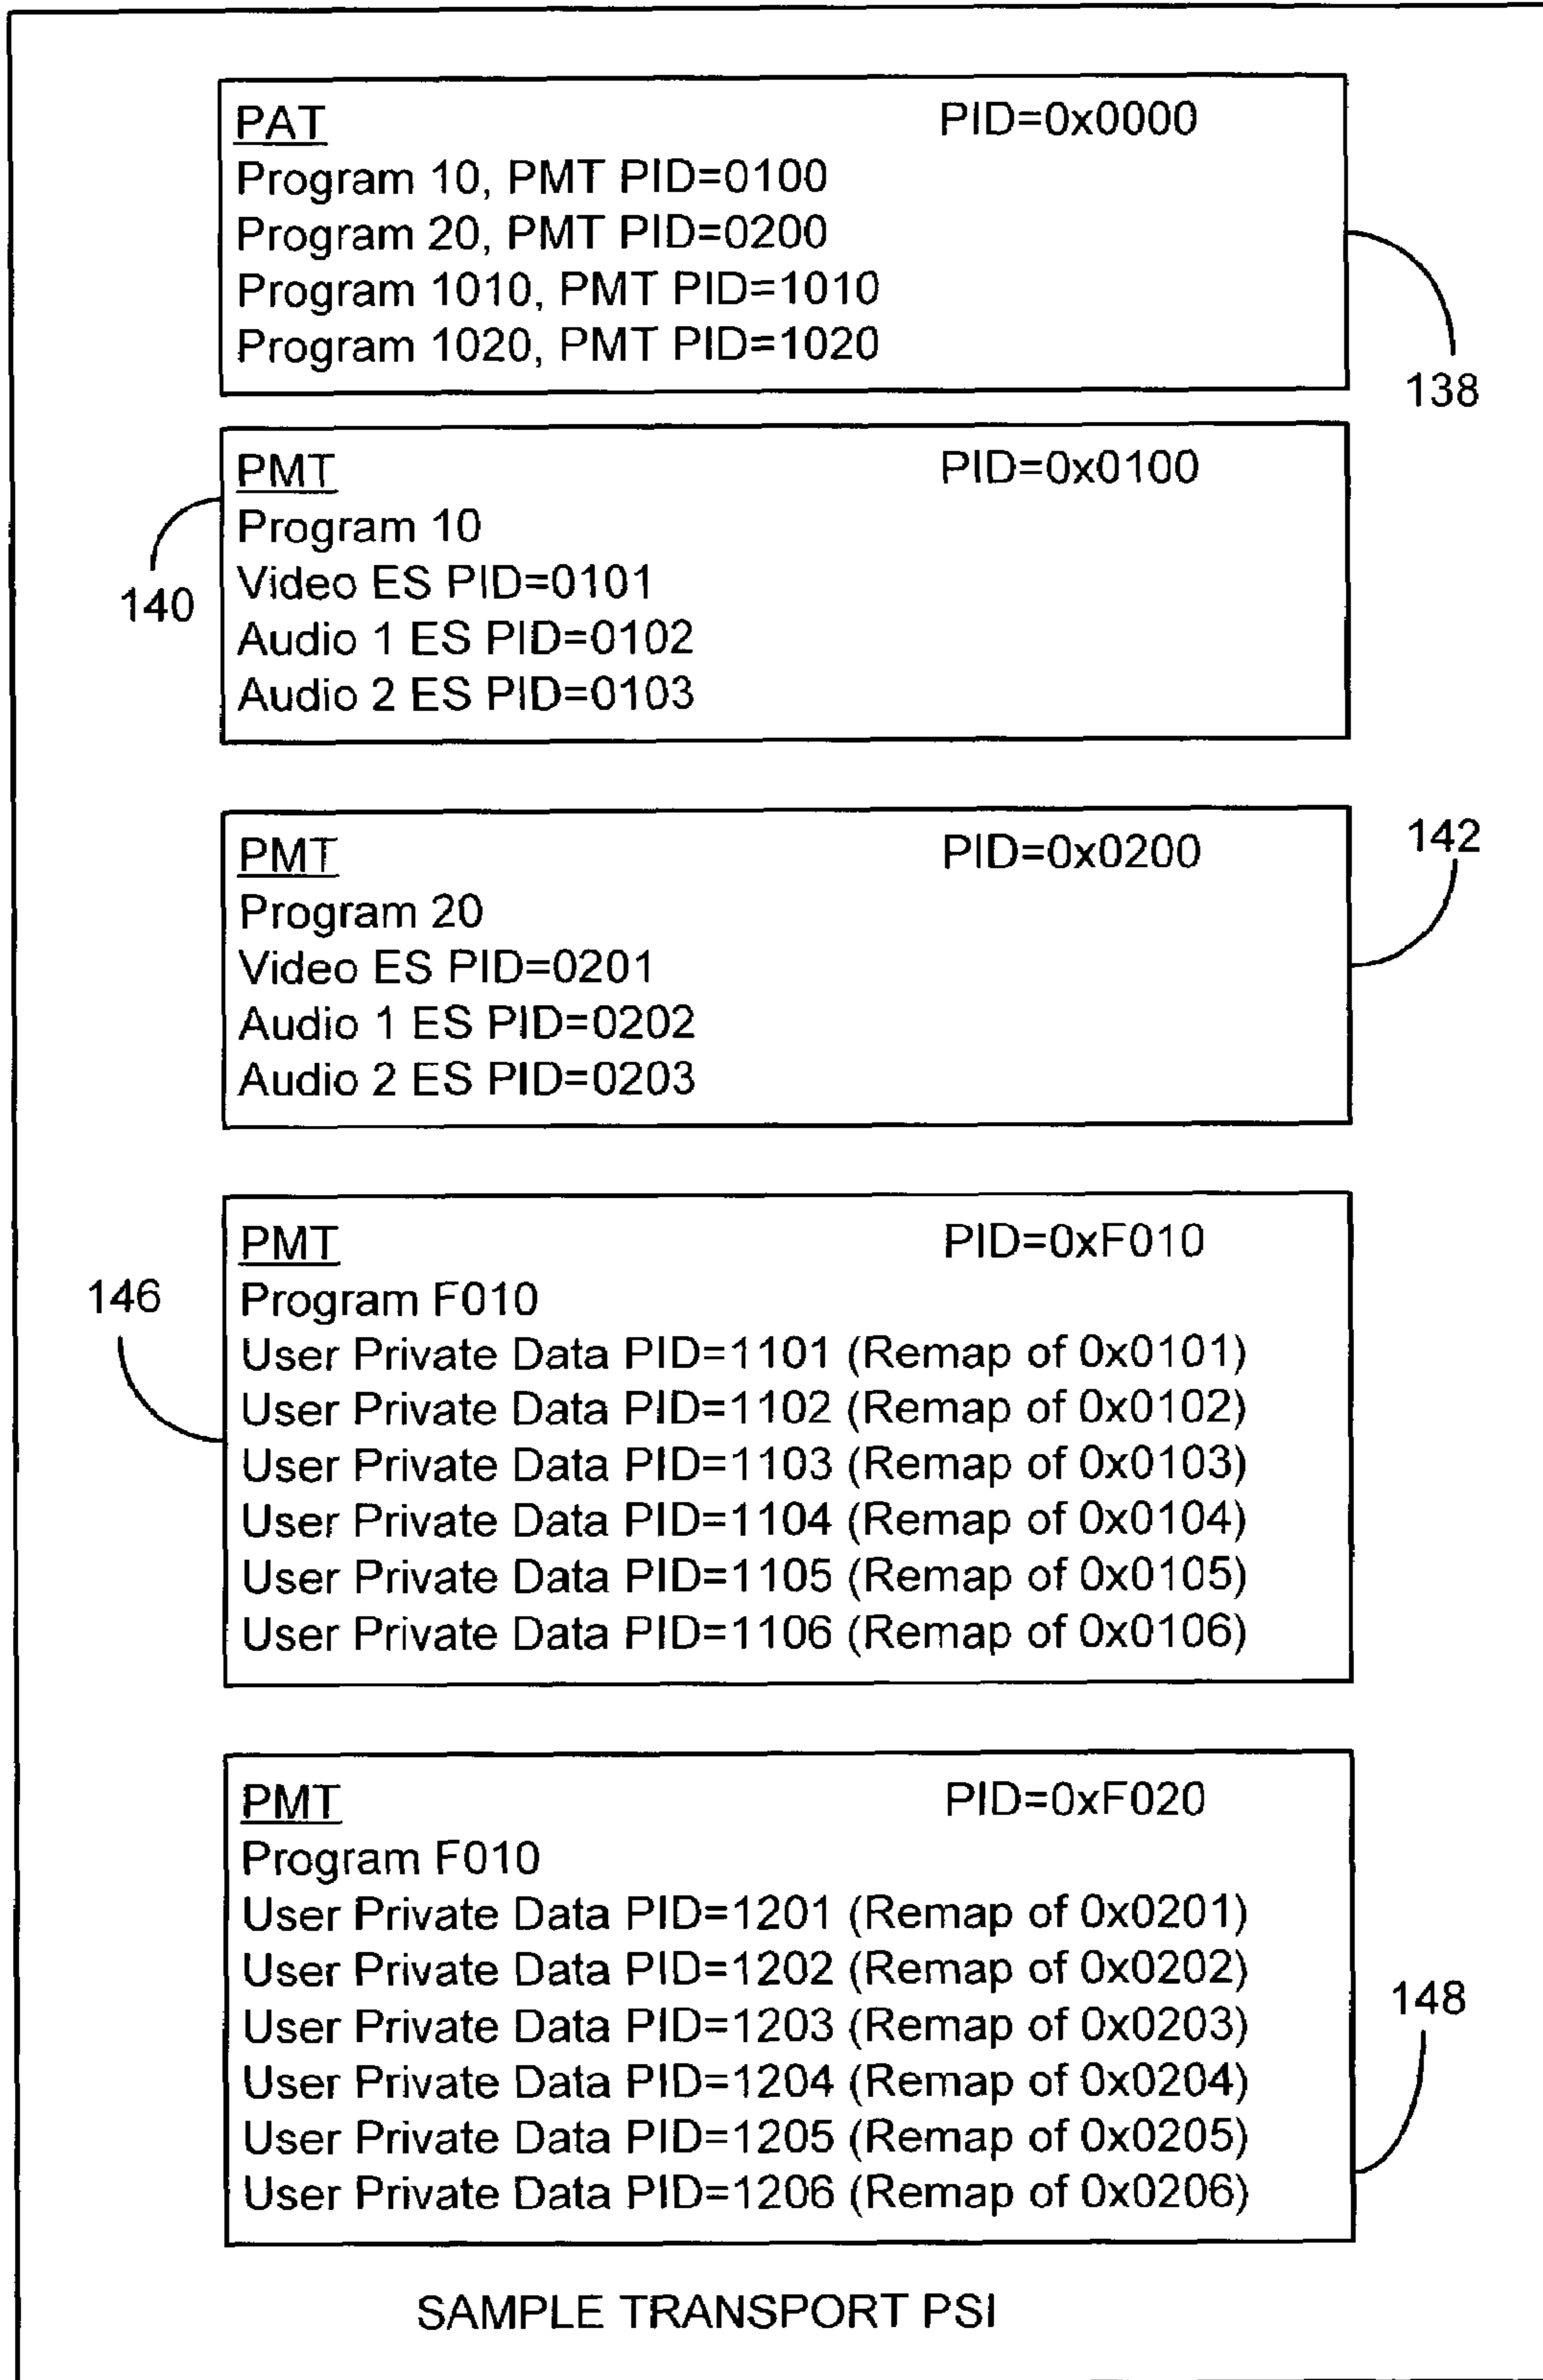 PAT PID=0x0000
Program 10, PMT PID=0100
Program 20, PMT PID=0200
Program 1010, PMT PID=1010
Program 1020, PMT PID=1020
138
PMT PID=0x0100
Program 10
Video ES PID=0101
Audio 1 ES PID=0102
Audio 2 ES PID=0103
140
PMT PID=0x0200
Program 20
Video ES PID=0201
Audio 1 ES PID=0202
Audio 2 ES PID=0203
142
PMT PID=0xF010
Program F010
User Private Data PID=1101 (Remap of 0x0101)
User Private Data PID=1102 (Remap of 0x0102)
User Private Data PID=1103 (Remap of 0x0103)
User Private Data PID=1104 (Remap of 0x0104)
User Private Data PID=1105 (Remap of 0x0105)
User Private Data PID=1106 (Remap of 0x0106)
146
PMT PID=0xF020
Program F010
User Private Data PID=1201 (Remap of 0x0201)
User Private Data PID=1202 (Remap of 0x0202)
User Private Data PID=1203 (Remap of 0x0203)
User Private Data PID=1204 (Remap of 0x0204)
User Private Data PID=1205 (Remap of 0x0205)
User Private Data PID=1206 (Remap of 0x0206)
148
SAMPLE TRANSPORT PSI